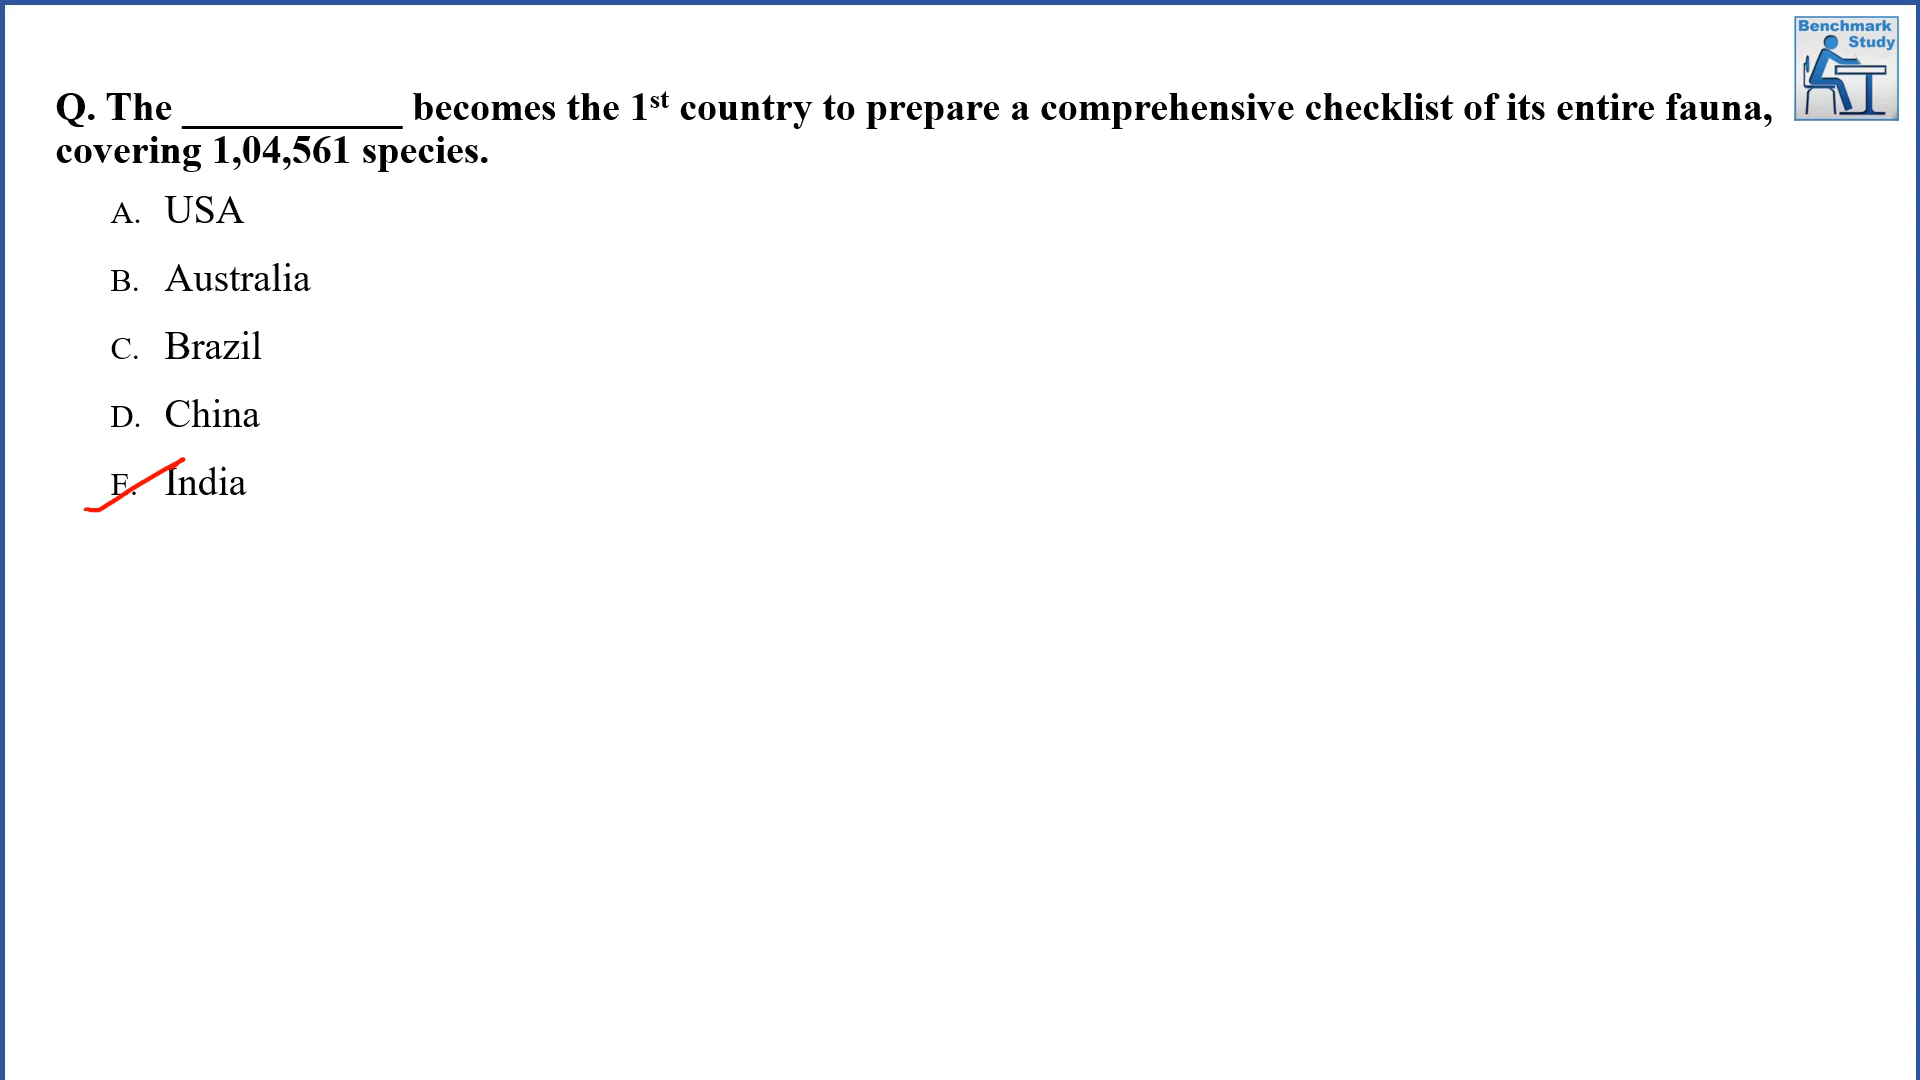 Benchmark
Study
Q. The ___________ becomes the 1st country to prepare a comprehensive checklist of its entire fauna,
covering 1,04,561 species.
A. USA
B. Australia
C. Brazil
D. China
E. India